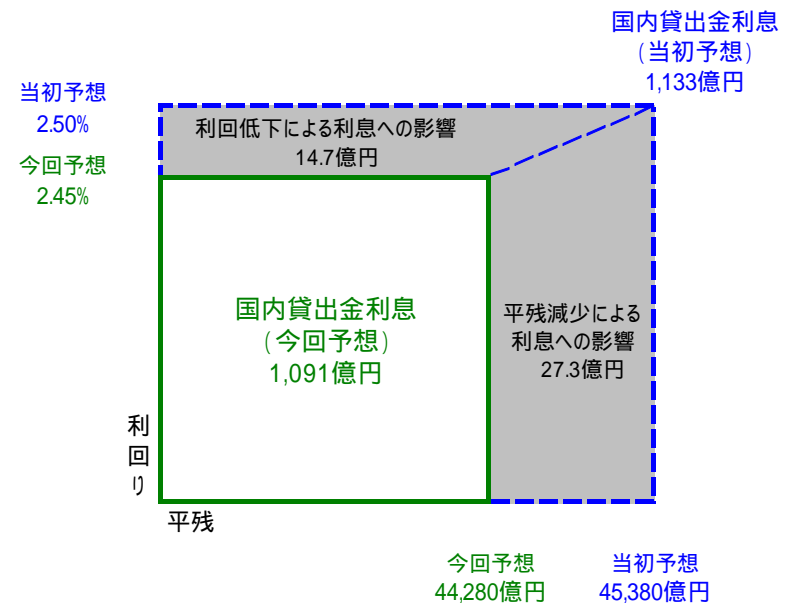 国内貸出金利息
(当初予想)
1,133億円
当初予想
2.50%
利回低下による利息への影響
14.7億円
今回予想
2.45%
国内貸出金利息
(今回予想)
1,091億円
平残減少による
利息への影響
27.3億円
利
回
り
平残
今回予想
44,280億円
当初予想
45,380億円